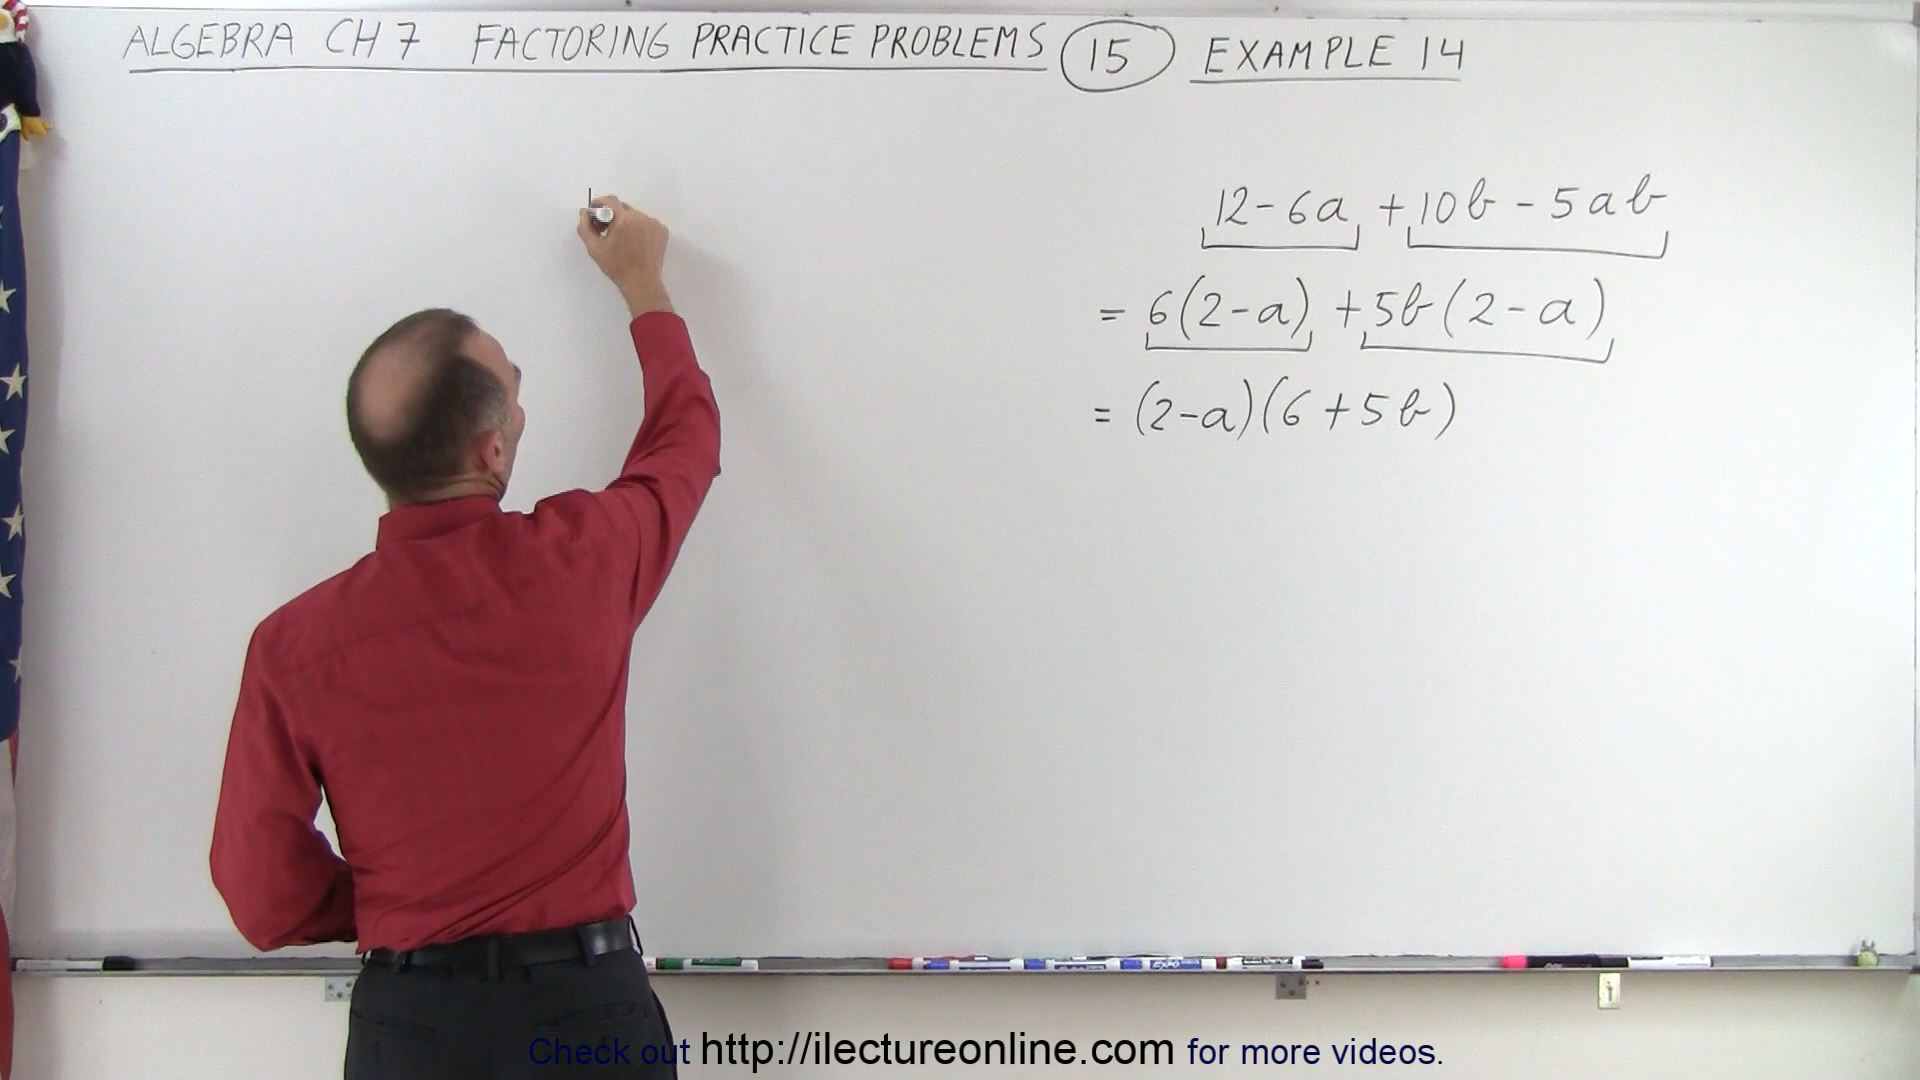 ALGEBRA CH 7 FACTORING PRACTICE PROBLEMS 15 EXAMPLE 14
12 - 6a + 10b - 5ab
= 6(2-a) + 5b(2-a)
= (2-a)(6+5b)
Check out http://ilectureonline.com for more videos.